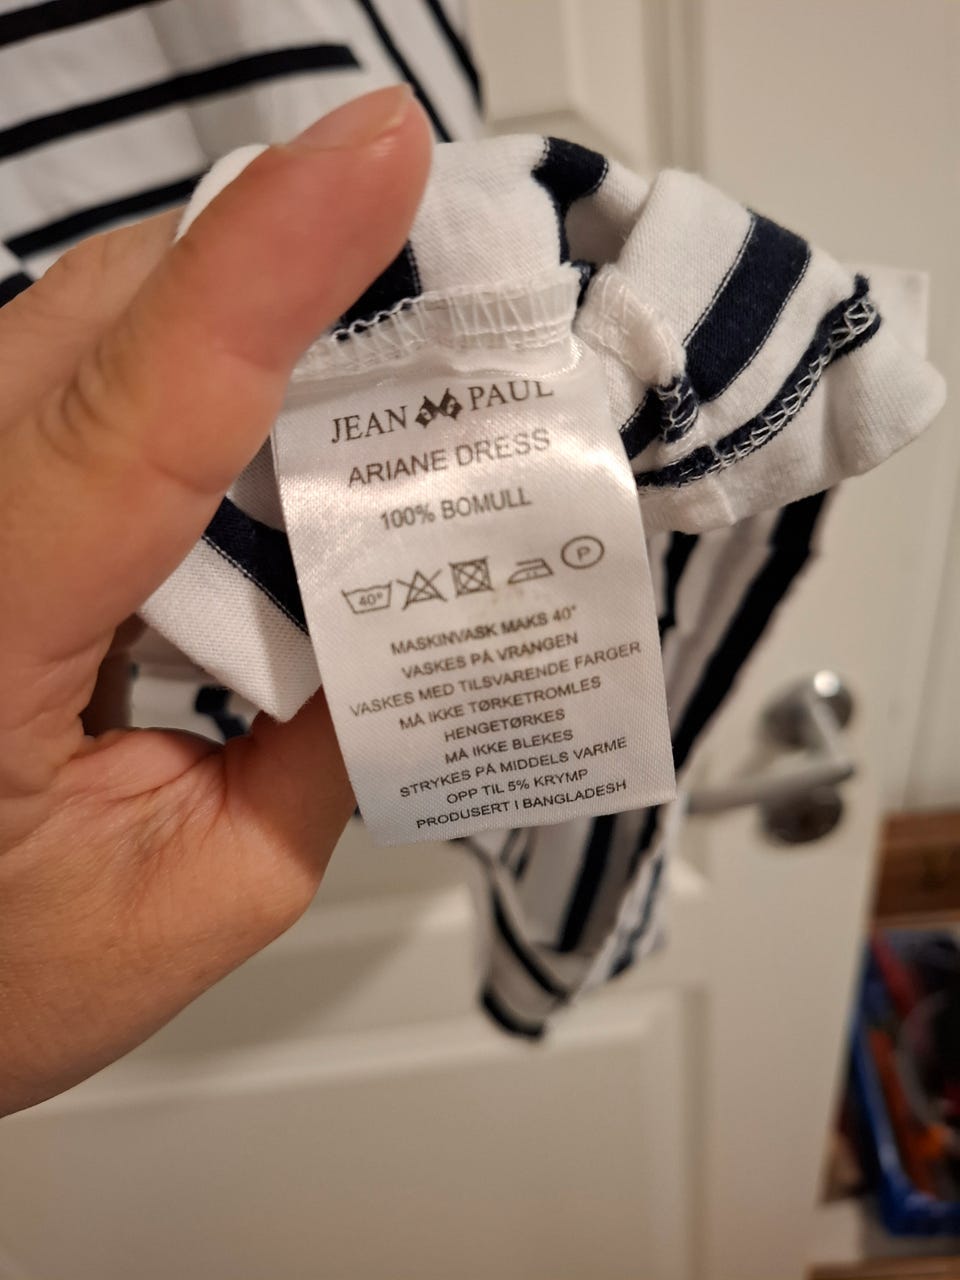 JEAN PAUL
ARIANE DRESS
100% BOMULL
40° P
MASKINVASK MAKS 40°
VASKES PÅ VRANGEN
VASKES MED TILSVARENDE FARGER
MÅ IKKE TØRKETROMLES
HENGETØRKES
MÅ IKKE BLEKES
STRYKES PÅ MIDDELS VARME
OPP TIL 5% KRYMP
PRODUSERT I BANGLADESH